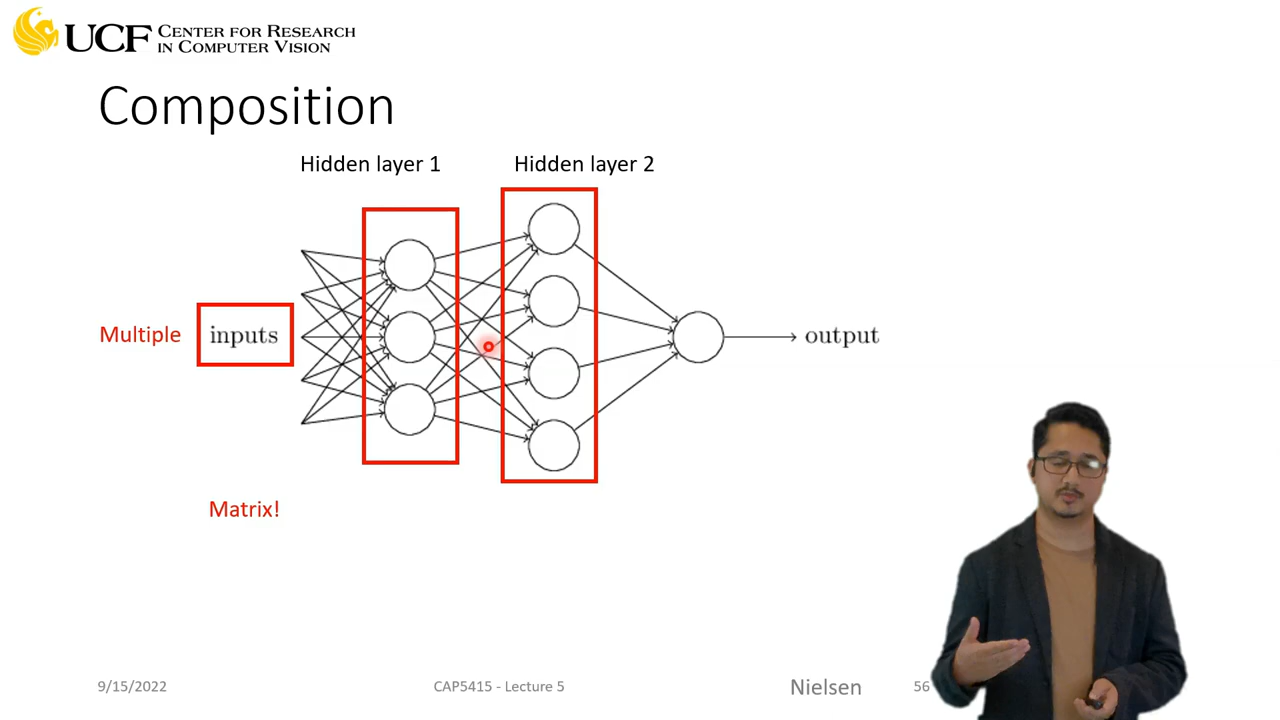 UCF CENTER FOR RESEARCH
IN COMPUTER VISION
Composition
Hidden layer 1
Hidden layer 2
Multiple
inputs
output
Matrix!
9/15/2022
CAP5415 - Lecture 5
Nielsen
56